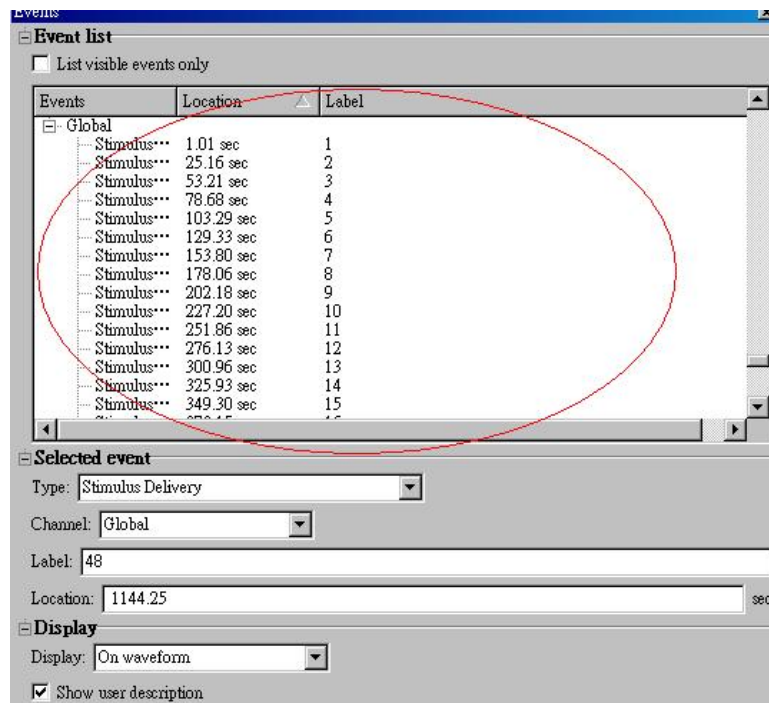 Events
Event list
List visible events only
Events Location Label
Global
Stimulus··· 1.01 sec 1
Stimulus··· 25.16 sec 2
Stimulus··· 53.21 sec 3
Stimulus··· 78.68 sec 4
Stimulus··· 103.29 sec 5
Stimulus··· 129.33 sec 6
Stimulus··· 153.80 sec 7
Stimulus··· 178.06 sec 8
Stimulus··· 202.18 sec 9
Stimulus··· 227.20 sec 10
Stimulus··· 251.86 sec 11
Stimulus··· 276.13 sec 12
Stimulus··· 300.96 sec 13
Stimulus··· 325.93 sec 14
Stimulus··· 349.30 sec 15
Selected event
Type: Stimulus Delivery
Channel: Global
Label: 48
Location: 1144.25 sec
Display
Display: On waveform
Show user description